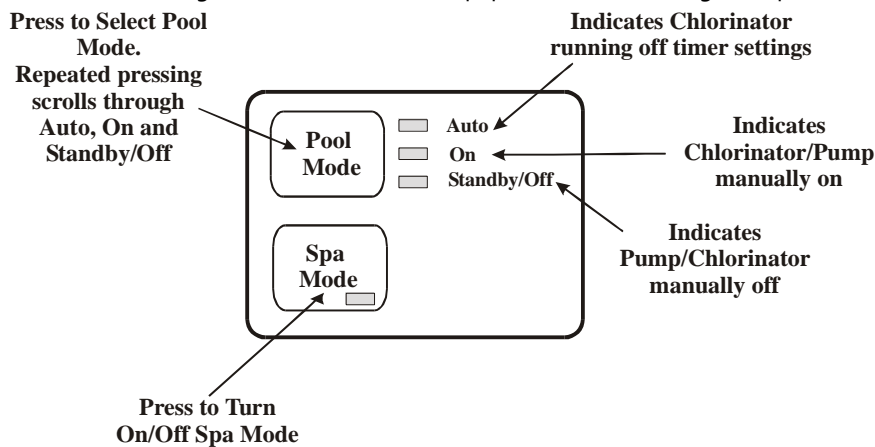 Press to Select Pool
Mode.
Repeated pressing
scrolls through
Auto, On and
Standby/Off
Indicates Chlorinator
running off timer settings
Pool
Mode
Auto
On
Standby/Off
Indicates
Chlorinator/Pump
manually on
Indicates
Pump/Chlorinator
manually off
Spa
Mode
Press to Turn
On/Off Spa Mode